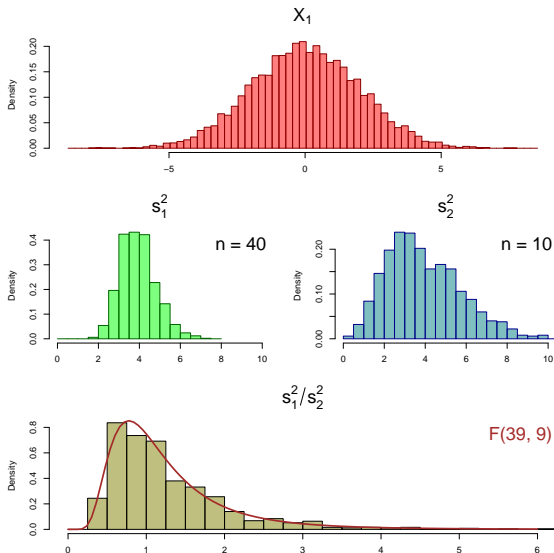 X₁
Density
0.00 0.05 0.10 0.15 0.20
−5 0 5
s₁²
n = 40
Density
0.0 0.1 0.2 0.3 0.4
0 2 4 6 8 10
s₂²
n = 10
Density
0.00 0.10 0.20
0 2 4 6 8 10
s₁²/s₂²
F(39, 9)
Density
0.0 0.2 0.4 0.6 0.8
0 1 2 3 4 5 6